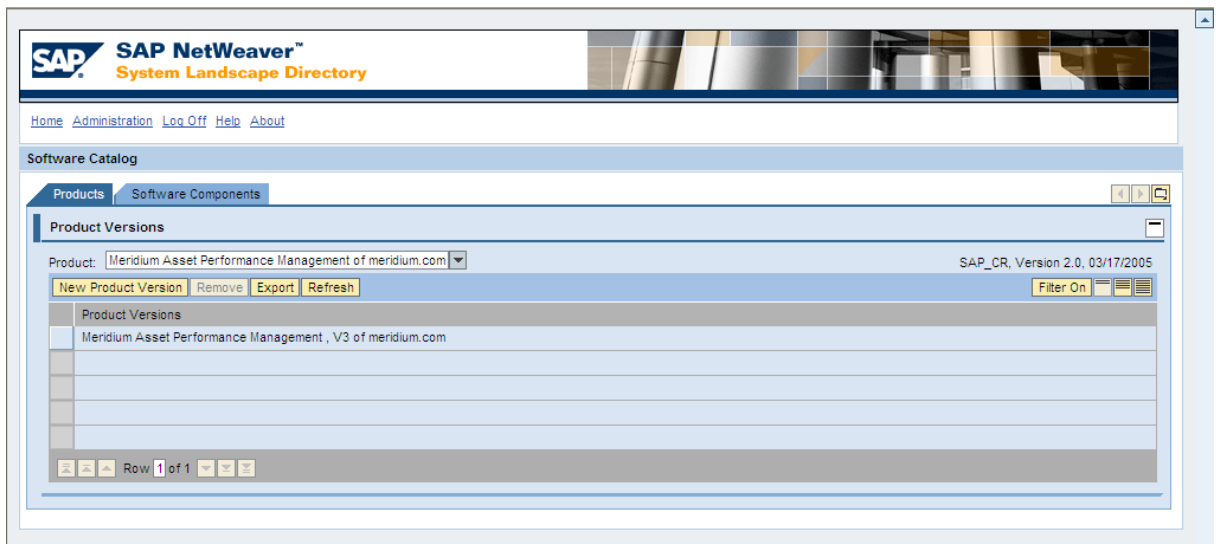 SAP
SAP NetWeaver™
System Landscape Directory
Home Administration Log Off Help About
Software Catalog
Products Software Components
Product Versions
Product: Meridium Asset Performance Management of meridium.com SAP_CR, Version 2.0, 03/17/2005
New Product Version Remove Export Refresh Filter On
Product Versions
Meridium Asset Performance Management , V3 of meridium.com
Row 1 of 1